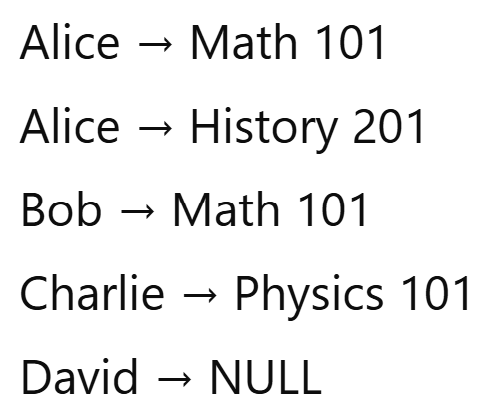 Alice → Math 101
Alice → History 201
Bob → Math 101
Charlie → Physics 101
David → NULL